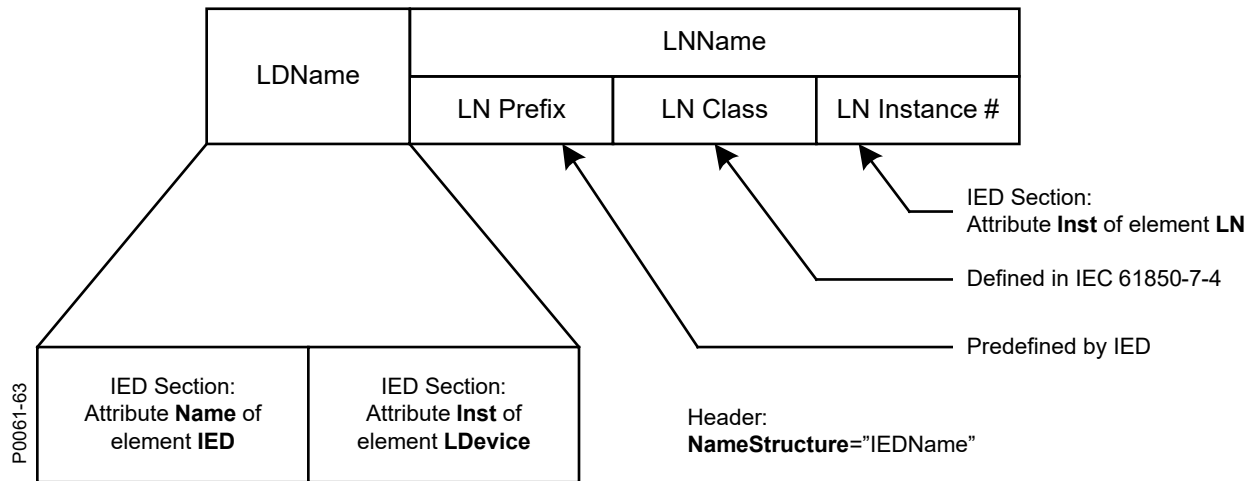 LDName
LNName
LN Prefix
LN Class
LN Instance #
IED Section:
Attribute Inst of element LN
Defined in IEC 61850-7-4
Predefined by IED
IED Section:
Attribute Name of
element IED
IED Section:
Attribute Inst of
element LDevice
Header:
NameStructure=”IEDName”
P0061-63